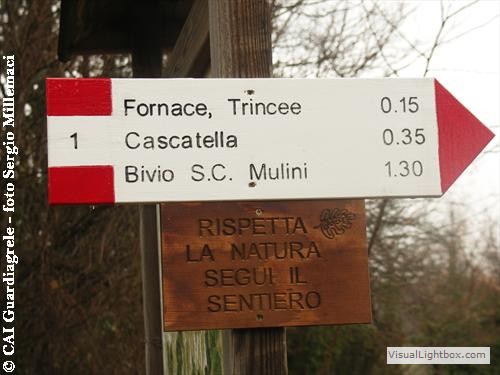 Fornace, Trincee 0.15
1 Cascatella 0.35
Bivio S.C. Mulini 1.30
RISPETTA
LA NATURA
SEGUI IL
SENTIERO
© CAI Guardiagrele - foto Sergio Millemaci
VisualLightbox.com